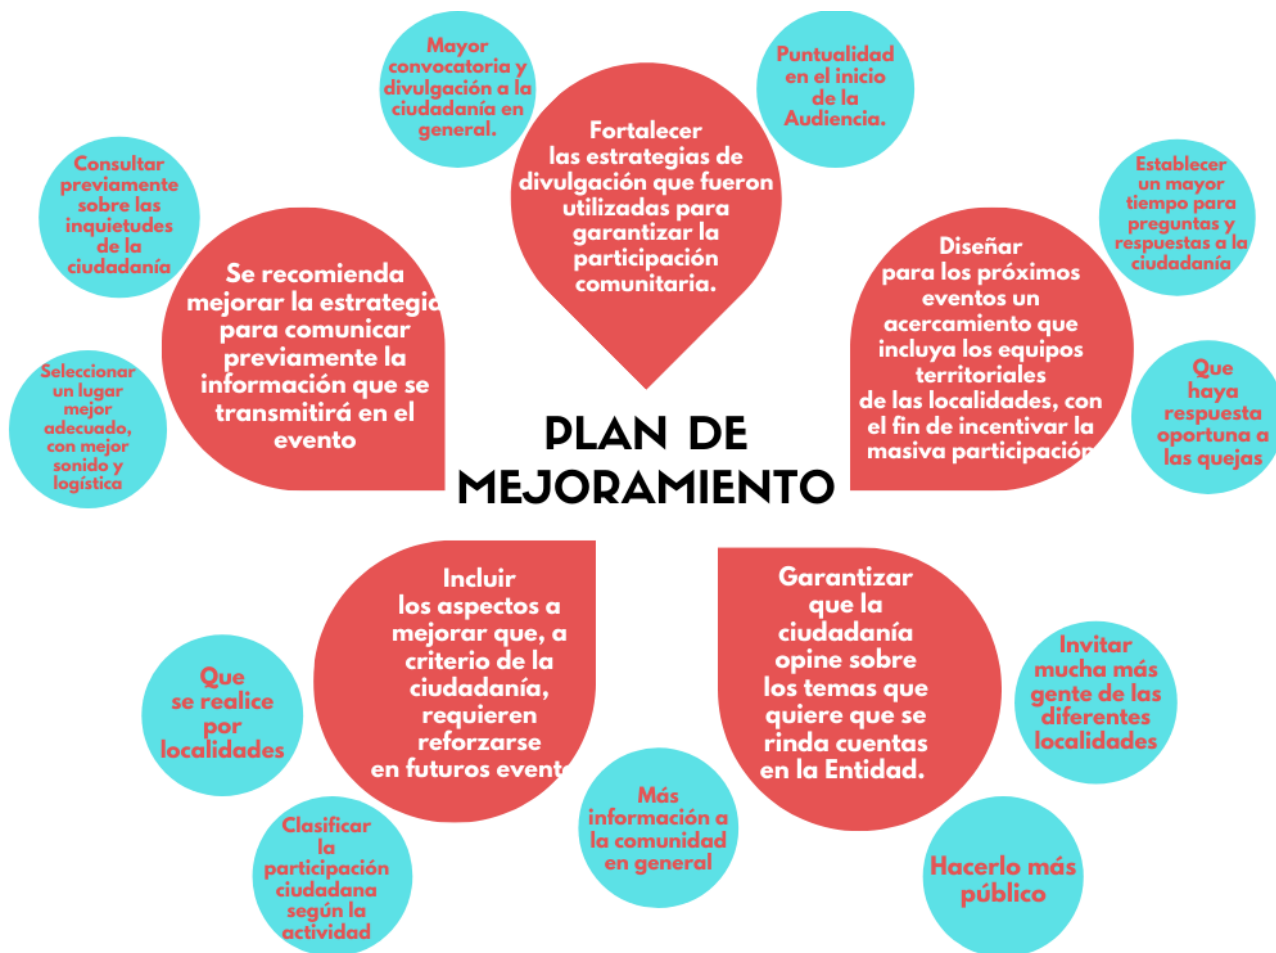 Mayor
convocatoria y
divulgación a la
ciudadanía en
general.
Puntualidad
en el inicio
de la
Audiencia.
Fortalecer
las estrategias de
divulgación que fueron
utilizadas para
garantizar la
participación
comunitaria.
Consultar
previamente
sobre las
inquietudes
de la
ciudadanía
Establecer
un mayor
tiempo para
preguntas y
respuestas a la
ciudadanía
Se recomienda
mejorar la estrategia
para comunicar
previamente la
información que se
transmitirá en el
evento
Diseñar
para los próximos
eventos un
acercamiento que
incluya los equipos
territoriales
de las localidades, con
el fin de incentivar la
masiva participación
Seleccionar
un lugar
mejor
adecuado,
con mejor
sonido y
logística
Que
haya
respuesta
oportuna a
las quejas
PLAN DE
MEJORAMIENTO
Incluir
los aspectos a
mejorar que, a
criterio de la
ciudadanía,
requieren
reforzarse
en futuros evento
Garantizar
que la
ciudadanía
opine sobre
los temas que
quiere que se
rinda cuentas
en la Entidad.
Que
se realice
por
localidades
Invitar
mucha más
gente de las
diferentes
localidades
Clasificar
la
participación
ciudadana
según la
actividad
Más
información a
la comunidad
en general
Hacerlo más
público